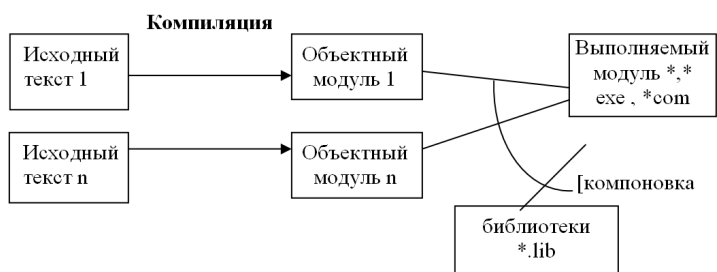 Компиляция
Исходный
текст 1
Объектный
модуль 1
Выполняемый
модуль *,*
exe , *com
Исходный
текст n
Объектный
модуль n
[компоновка
библиотеки
*.lib